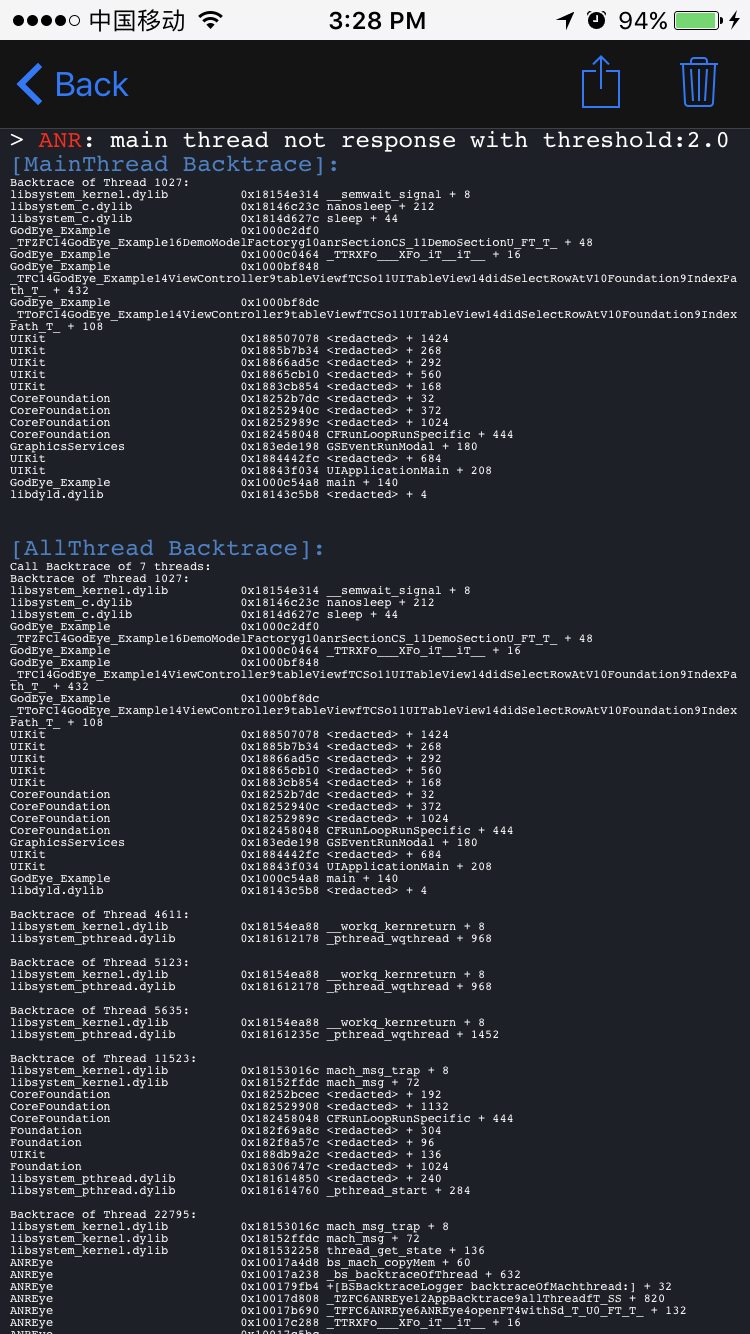 中国移动 3:28 PM 94%
Back
> ANR: main thread not response with threshold:2.0
[MainThread Backtrace]:
Backtrace of Thread 1027:
libsystem_kernel.dylib 0x18154e314 __semwait_signal + 8
libsystem_c.dylib 0x18146c23c nanosleep + 212
libsystem_c.dylib 0x1814d627c sleep + 44
GodEye_Example 0x1000c2df0
_TFZFC14GodEye_Example16DemoModelFactoryg10anrSectionCS_11DemoSectionU_FT_T_ + 48
GodEye_Example 0x1000c0464 _TTRXFo___XFo_iT__iT__ + 16
GodEye_Example 0x1000bf848
_TFC14GodEye_Example14ViewController9tableViewfTCSo11UITableView14didSelectRowAtV10Foundation9IndexPa
th_T_ + 432
GodEye_Example 0x1000bf8dc
_TToFC14GodEye_Example14ViewController9tableViewfTCSo11UITableView14didSelectRowAtV10Foundation9Index
Path_T_ + 108
UIKit 0x188507078 <redacted> + 1424
UIKit 0x1885b7b34 <redacted> + 268
UIKit 0x18866ad5c <redacted> + 292
UIKit 0x18865cb10 <redacted> + 560
UIKit 0x1883cb854 <redacted> + 168
CoreFoundation 0x18252b7dc <redacted> + 32
CoreFoundation 0x18252940c <redacted> + 372
CoreFoundation 0x18252989c <redacted> + 1024
CoreFoundation 0x182458048 CFRunLoopRunSpecific + 444
GraphicsServices 0x183ede198 GSEventRunModal + 180
UIKit 0x1884442fc <redacted> + 684
UIKit 0x18843f034 UIApplicationMain + 208
GodEye_Example 0x1000c54a8 main + 140
libdyld.dylib 0x18143c5b8 <redacted> + 4
[AllThread Backtrace]:
Call Backtrace of 7 threads:
Backtrace of Thread 1027:
libsystem_kernel.dylib 0x18154e314 __semwait_signal + 8
libsystem_c.dylib 0x18146c23c nanosleep + 212
libsystem_c.dylib 0x1814d627c sleep + 44
GodEye_Example 0x1000c2df0
_TFZFC14GodEye_Example16DemoModelFactoryg10anrSectionCS_11DemoSectionU_FT_T_ + 48
GodEye_Example 0x1000c0464 _TTRXFo___XFo_iT__iT__ + 16
GodEye_Example 0x1000bf848
_TFC14GodEye_Example14ViewController9tableViewfTCSo11UITableView14didSelectRowAtV10Foundation9IndexPa
th_T_ + 432
GodEye_Example 0x1000bf8dc
_TToFC14GodEye_Example14ViewController9tableViewfTCSo11UITableView14didSelectRowAtV10Foundation9Index
Path_T_ + 108
UIKit 0x188507078 <redacted> + 1424
UIKit 0x1885b7b34 <redacted> + 268
UIKit 0x18866ad5c <redacted> + 292
UIKit 0x18865cb10 <redacted> + 560
UIKit 0x1883cb854 <redacted> + 168
CoreFoundation 0x18252b7dc <redacted> + 32
CoreFoundation 0x18252940c <redacted> + 372
CoreFoundation 0x18252989c <redacted> + 1024
CoreFoundation 0x182458048 CFRunLoopRunSpecific + 444
GraphicsServices 0x183ede198 GSEventRunModal + 180
UIKit 0x1884442fc <redacted> + 684
UIKit 0x18843f034 UIApplicationMain + 208
GodEye_Example 0x1000c54a8 main + 140
libdyld.dylib 0x18143c5b8 <redacted> + 4
Backtrace of Thread 4611:
libsystem_kernel.dylib 0x18154ea88 __workq_kernreturn + 8
libsystem_pthread.dylib 0x181612178 _pthread_wqthread + 968
Backtrace of Thread 5123:
libsystem_kernel.dylib 0x18154ea88 __workq_kernreturn + 8
libsystem_pthread.dylib 0x181612178 _pthread_wqthread + 968
Backtrace of Thread 5635:
libsystem_kernel.dylib 0x18154ea88 __workq_kernreturn + 8
libsystem_pthread.dylib 0x18161235c _pthread_wqthread + 1452
Backtrace of Thread 11523:
libsystem_kernel.dylib 0x18153016c mach_msg_trap + 8
libsystem_kernel.dylib 0x18152ffdc mach_msg + 72
CoreFoundation 0x18252bcec <redacted> + 192
CoreFoundation 0x182529908 <redacted> + 1132
CoreFoundation 0x182458048 CFRunLoopRunSpecific + 444
Foundation 0x182f69a8c <redacted> + 304
Foundation 0x182f8a57c <redacted> + 96
UIKit 0x188db9a2c <redacted> + 136
Foundation 0x18306747c <redacted> + 1024
libsystem_pthread.dylib 0x181614850 <redacted> + 240
libsystem_pthread.dylib 0x181614760 _pthread_start + 284
Backtrace of Thread 22795:
libsystem_kernel.dylib 0x18153016c mach_msg_trap + 8
libsystem_kernel.dylib 0x18152ffdc mach_msg + 72
libsystem_kernel.dylib 0x181532258 thread_get_state + 136
ANREye 0x10017a4d8 bs_mach_copyMem + 60
ANREye 0x10017a238 _bs_backtraceOfThread + 632
ANREye 0x100179fb4 +[BSBacktraceLogger backtraceOfMachthread:] + 32
ANREye 0x10017d808 _TZFC6ANREye12AppBacktrace9allThreadfT_SS + 820
ANREye 0x10017b690 _TFFC6ANREye6ANREye4openFT4withSd_T_U0_FT_T_ + 132
ANREye 0x10017c288 _TTRXFo___XFo_iT__iT__ + 16